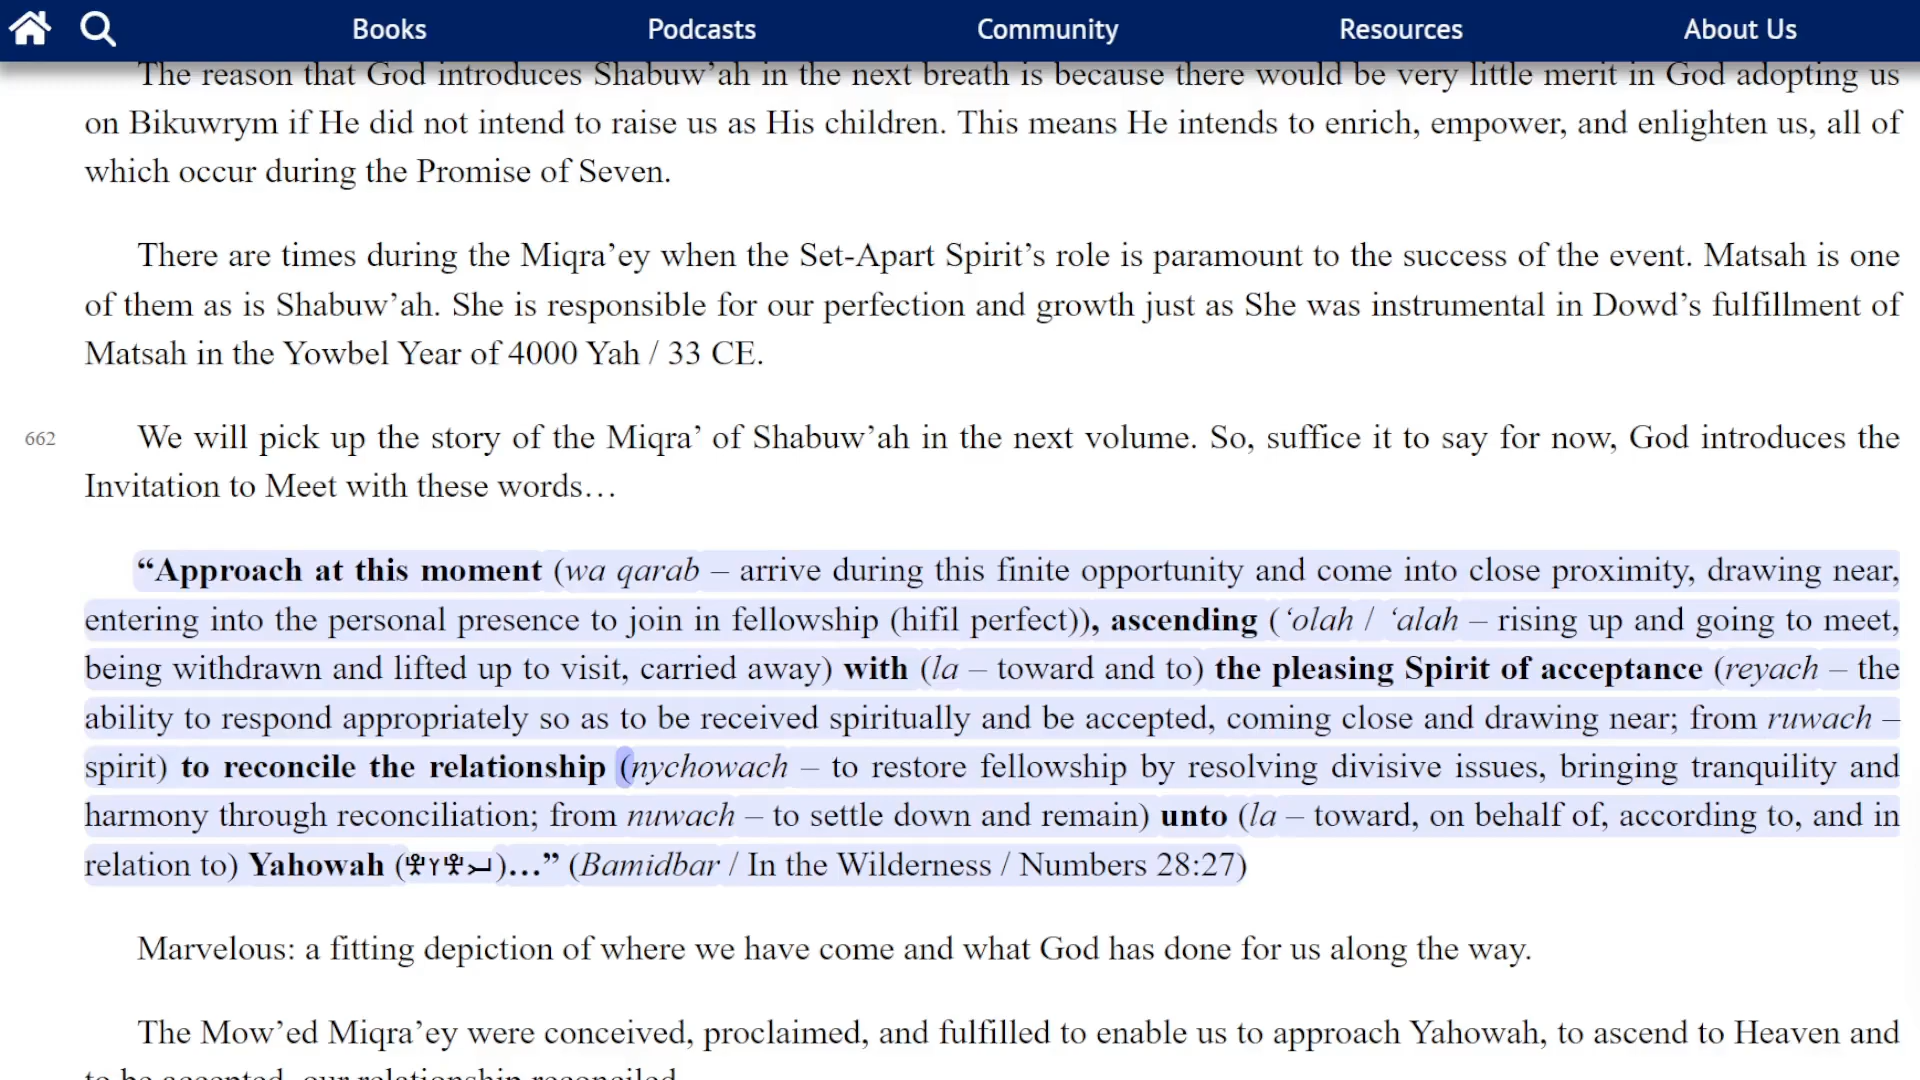 Books Podcasts Community Resources About Us
The reason that God introduces Shabuw’ah in the next breath is because there would be very little merit in God adopting us
on Bikuwrym if He did not intend to raise us as His children. This means He intends to enrich, empower, and enlighten us, all of
which occur during the Promise of Seven.
There are times during the Miqra’ey when the Set-Apart Spirit’s role is paramount to the success of the event. Matsah is one
of them as is Shabuw’ah. She is responsible for our perfection and growth just as She was instrumental in Dowd’s fulfillment of
Matsah in the Yowbel Year of 4000 Yah / 33 CE.
662 We will pick up the story of the Miqra’ of Shabuw’ah in the next volume. So, suffice it to say for now, God introduces the
Invitation to Meet with these words…
“Approach at this moment (wa qarab – arrive during this finite opportunity and come into close proximity, drawing near,
entering into the personal presence to join in fellowship (hifil perfect)), ascending (‘olah / ‘alah – rising up and going to meet,
being withdrawn and lifted up to visit, carried away) with (la – toward and to) the pleasing Spirit of acceptance (reyach – the
ability to respond appropriately so as to be received spiritually and be accepted, coming close and drawing near; from ruwach –
spirit) to reconcile the relationship (nychowach – to restore fellowship by resolving divisive issues, bringing tranquility and
harmony through reconciliation; from nuwach – to settle down and remain) unto (la – toward, on behalf of, according to, and in
relation to) Yahowah ()…” (Bamidbar / In the Wilderness / Numbers 28:27)
Marvelous: a fitting depiction of where we have come and what God has done for us along the way.
The Mow’ed Miqra’ey were conceived, proclaimed, and fulfilled to enable us to approach Yahowah, to ascend to Heaven and
to be accepted, our relationship reconciled.